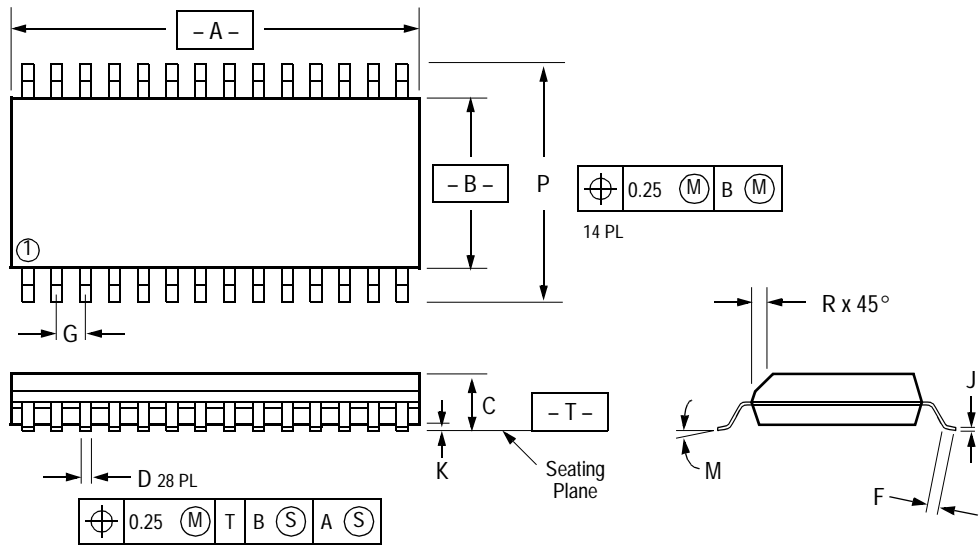 – A –
– B –
P
⌖ 0.25 Ⓜ B Ⓜ
14 PL
1
G
R x 45°
C
– T –
J
K
Seating
Plane
M
F
D 28 PL
⌖ 0.25 Ⓜ T B Ⓢ A Ⓢ